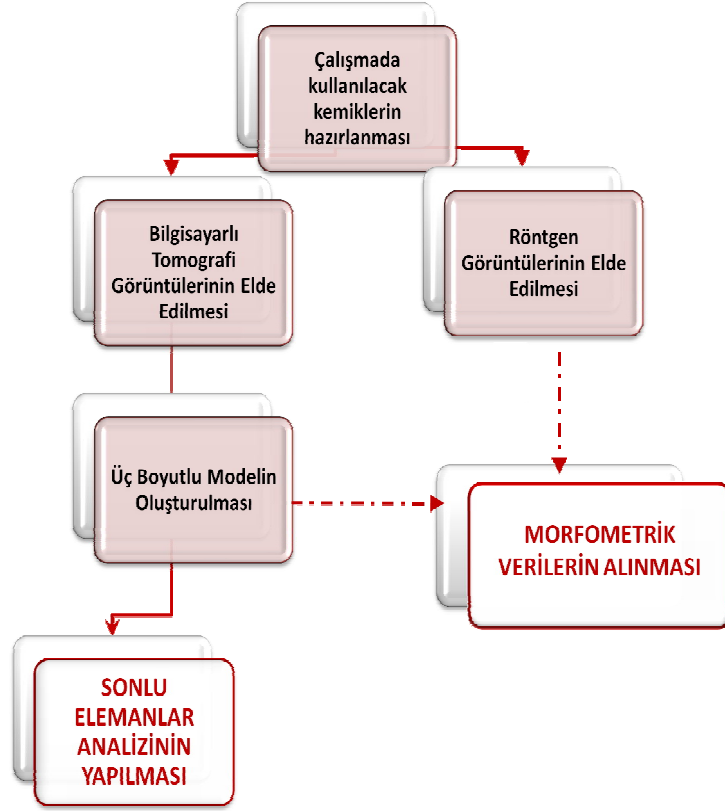 Çalışmada
kullanılacak
kemiklerin
hazırlanması
Bilgisayarlı
Tomografi
Görüntülerinin Elde
Edilmesi
Röntgen
Görüntülerinin Elde
Edilmesi
Üç Boyutlu Modelin
Oluşturulması
MORFOMETRİK
VERİLERİN ALINMASI
SONLU
ELEMANLAR
ANALİZİNİN
YAPILMASI